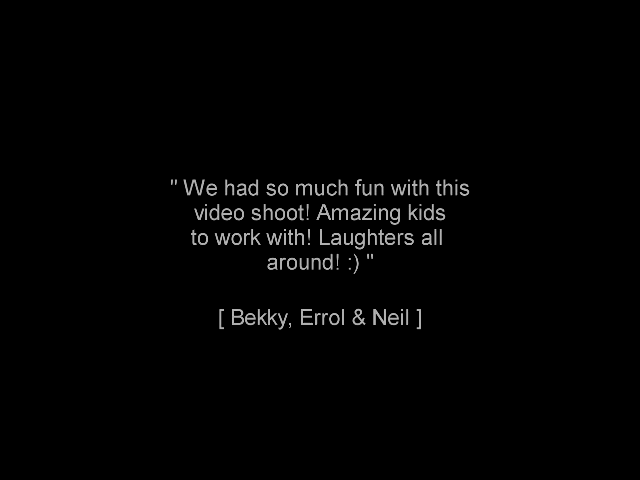 " We had so much fun with this
video shoot! Amazing kids
to work with! Laughters all
around! :) "
[ Bekky, Errol & Neil ]